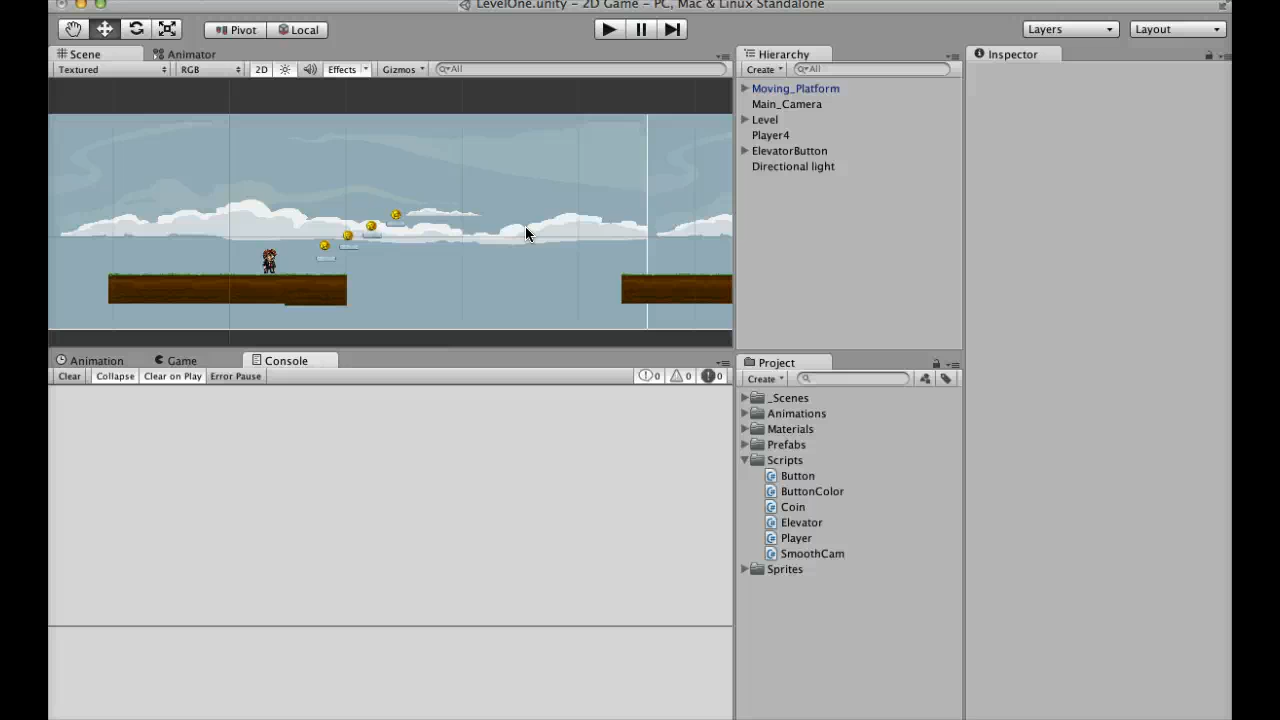 LevelOne.unity – 2D Game – PC, Mac & Linux Standalone
Pivot Local Layers Layout
Scene Animator Hierarchy Inspector
Textured RGB 2D Effects Gizmos All Create All
Moving_Platform
Main_Camera
Level
Player4
ElevatorButton
Directional light
Animation Game Console Project
Clear Collapse Clear on Play Error Pause 0 0 0 Create
_Scenes
Animations
Materials
Prefabs
Scripts
Button
ButtonColor
Coin
Elevator
Player
SmoothCam
Sprites